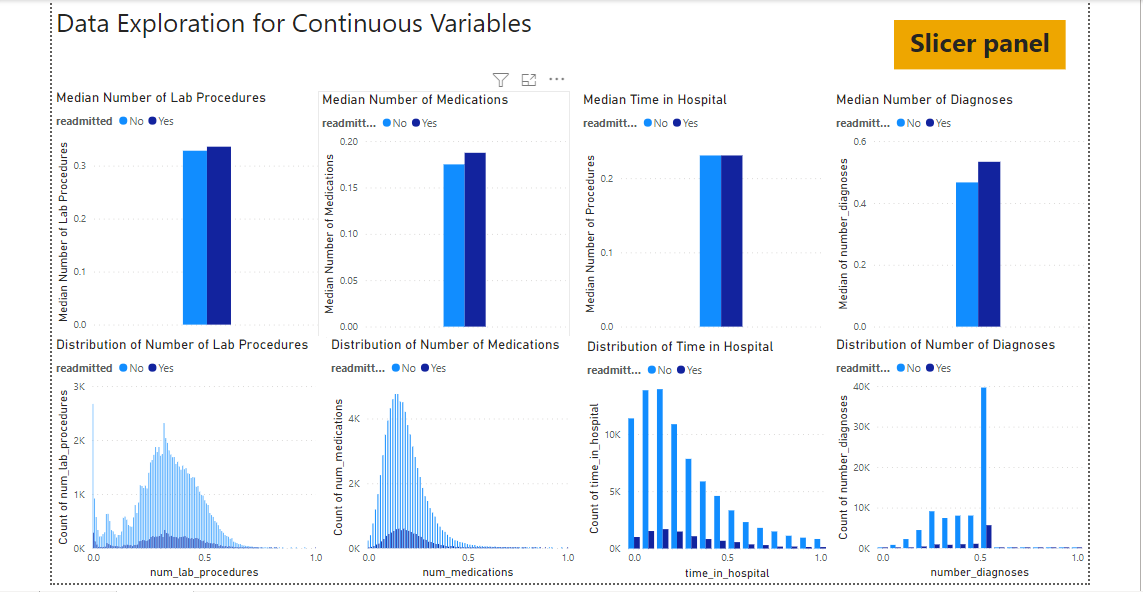 Data Exploration for Continuous Variables
Slicer panel
Median Number of Lab Procedures
readmitted No Yes
Median Number of Lab Procedures
0.3
0.2
0.1
0.0
Median Number of Medications
readmitt... No Yes
Median Number of Medications
0.20
0.15
0.10
0.05
0.00
Median Time in Hospital
readmitt... No Yes
Median Number of Procedures
0.2
0.1
0.0
Median Number of Diagnoses
readmitt... No Yes
Median of number_diagnoses
0.6
0.4
0.2
0.0
Distribution of Number of Lab Procedures
readmitted No Yes
Count of num_lab_procedures
3K
2K
1K
0K
0.0 0.5 1.0
num_lab_procedures
Distribution of Number of Medications
readmitt... No Yes
Count of num_medications
4K
2K
0K
0.0 0.5 1.0
num_medications
Distribution of Time in Hospital
readmitt... No Yes
Count of time_in_hospital
10K
5K
0K
0.0 0.5 1.0
time_in_hospital
Distribution of Number of Diagnoses
readmitt... No Yes
Count of number_diagnoses
40K
30K
20K
10K
0K
0.0 0.5 1.0
number_diagnoses